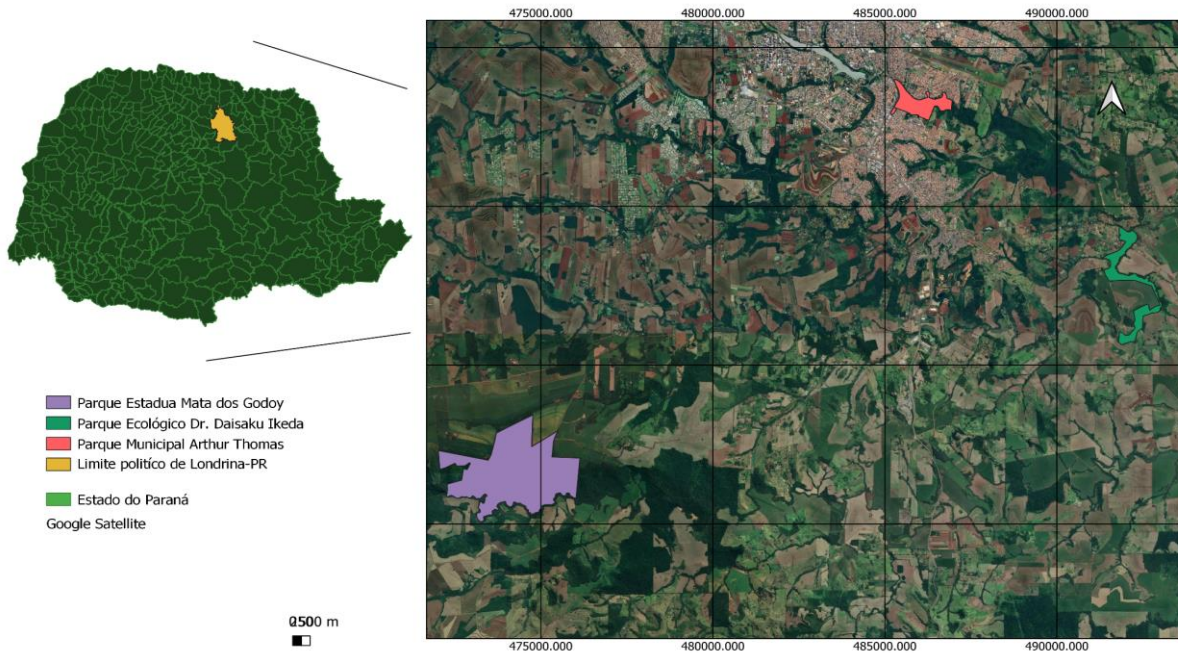 475000.000 480000.000 485000.000 490000.000
Parque Estadua Mata dos Godoy
Parque Ecológico Dr. Daisaku Ikeda
Parque Municipal Arthur Thomas
Limite politíco de Londrina-PR
Estado do Paraná
Google Satellite
475000.000 480000.000 485000.000 490000.000